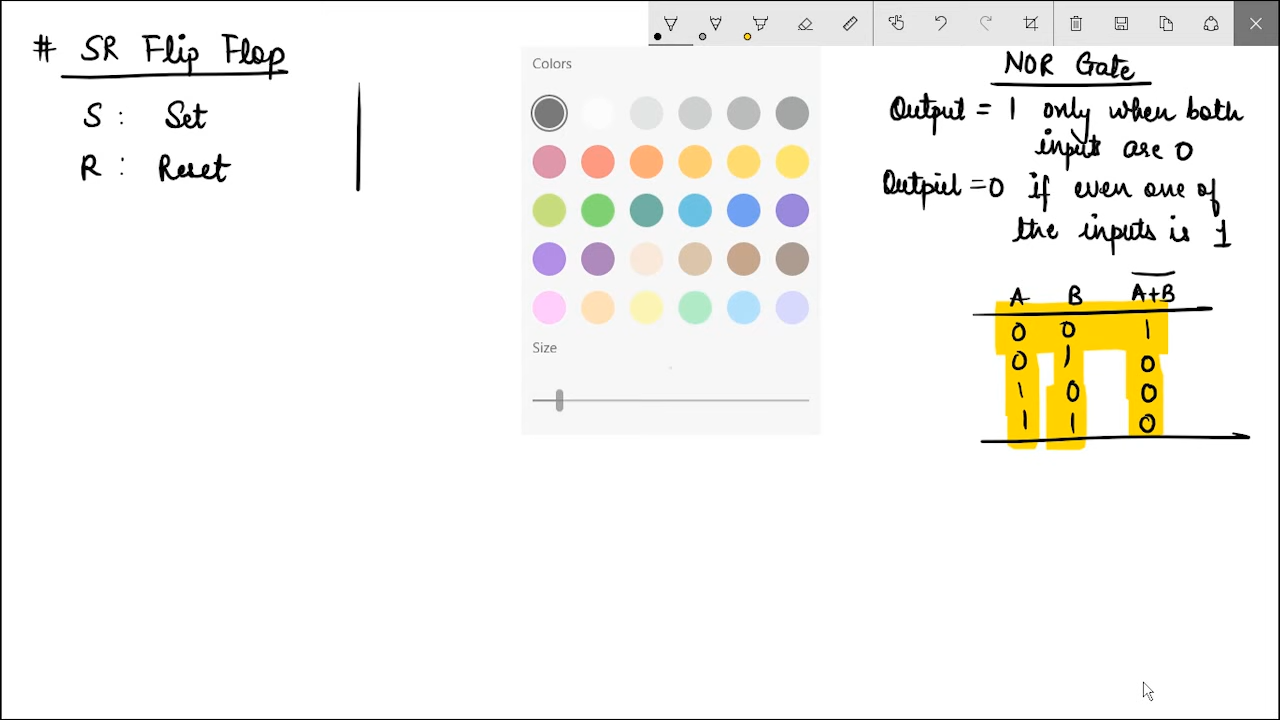 # SR Flip Flop
S : Set
R : Reset
Colors
Size
NOR Gate
Output = 1 only when both
inputs are 0
Output = 0 if even one of
the inputs is 1
A B A+B
0 0 1
0 1 0
1 0 0
1 1 0